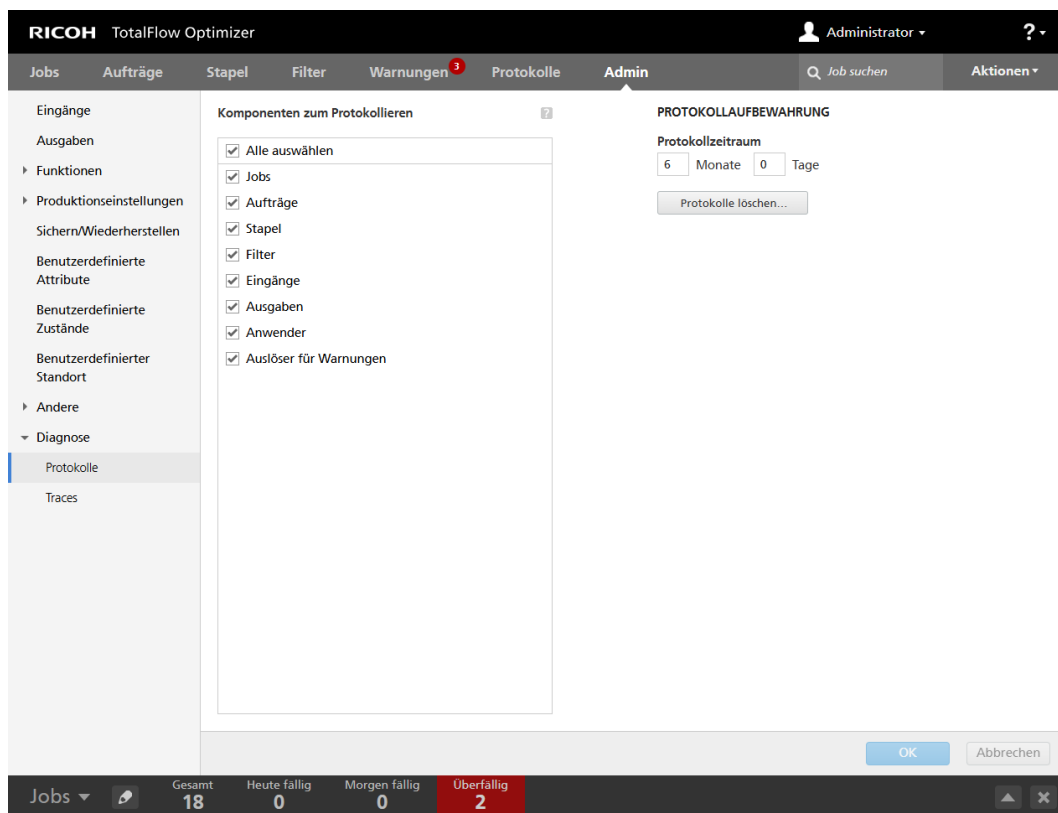 RICOH TotalFlow Optimizer
Administrator
?
Jobs
Aufträge
Stapel
Filter
Warnungen 3
Protokolle
Admin
Job suchen
Aktionen
Eingänge
Ausgaben
Funktionen
Produktionseinstellungen
Sichern/Wiederherstellen
Benutzerdefinierte
Attribute
Benutzerdefinierte
Zustände
Benutzerdefinierter
Standort
Andere
Diagnose
Protokolle
Traces
Komponenten zum Protokollieren
?
Alle auswählen
Jobs
Aufträge
Stapel
Filter
Eingänge
Ausgaben
Anwender
Auslöser für Warnungen
PROTOKOLLAUFBEWAHRUNG
Protokollzeitraum
6 Monate 0 Tage
Protokolle löschen...
OK
Abbrechen
Jobs
Gesamt
18
Heute fällig
0
Morgen fällig
0
Überfällig
2